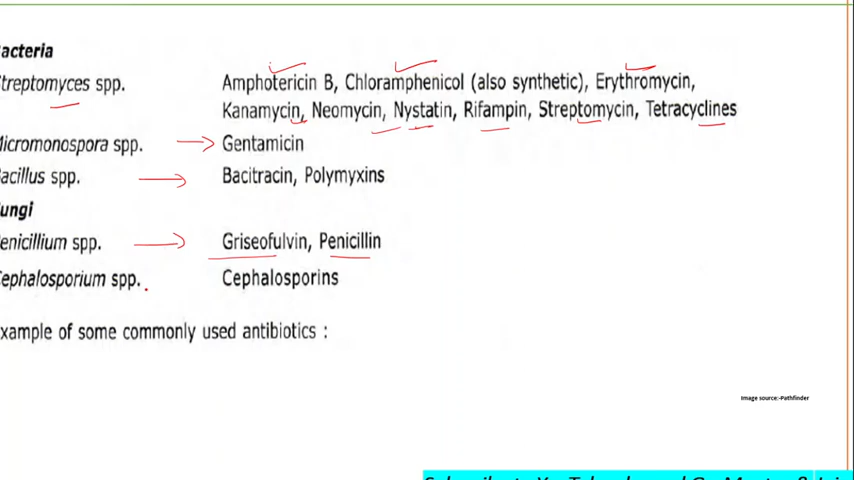 acteria
treptomyces spp. Amphotericin B, Chloramphenicol (also synthetic), Erythromycin,
Kanamycin, Neomycin, Nystatin, Rifampin, Streptomycin, Tetracyclines
icromonospora spp. Gentamicin
acillus spp. Bacitracin, Polymyxins
ungi
enicillium spp. Griseofulvin, Penicillin
ephalosporium spp. Cephalosporins
xample of some commonly used antibiotics :
Image source:-Pathfinder